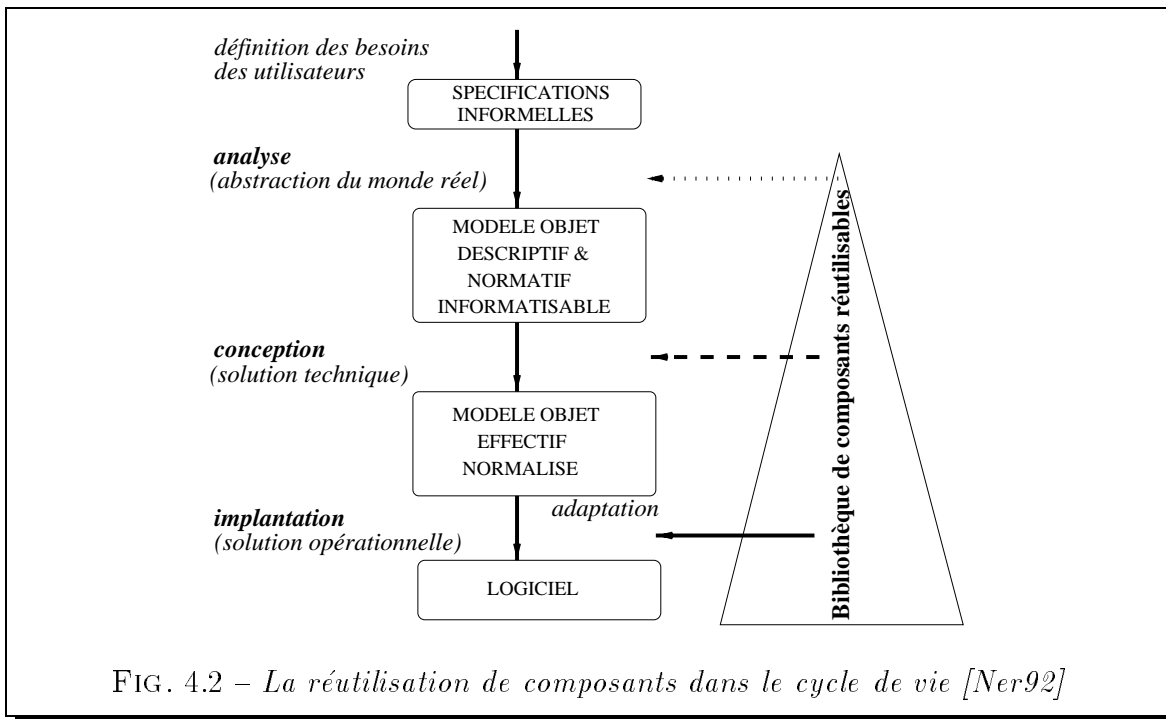 définition des besoins
des utilisateurs
SPECIFICATIONS
INFORMELLES
analyse
(abstraction du monde réel)
MODELE OBJET
DESCRIPTIF &
NORMATIF
INFORMATISABLE
conception
(solution technique)
MODELE OBJET
EFFECTIF
NORMALISE
adaptation
implantation
(solution opérationnelle)
LOGICIEL
Bibliothèque de composants réutilisables
FIG. 4.2 – La réutilisation de composants dans le cycle de vie [Ner92]